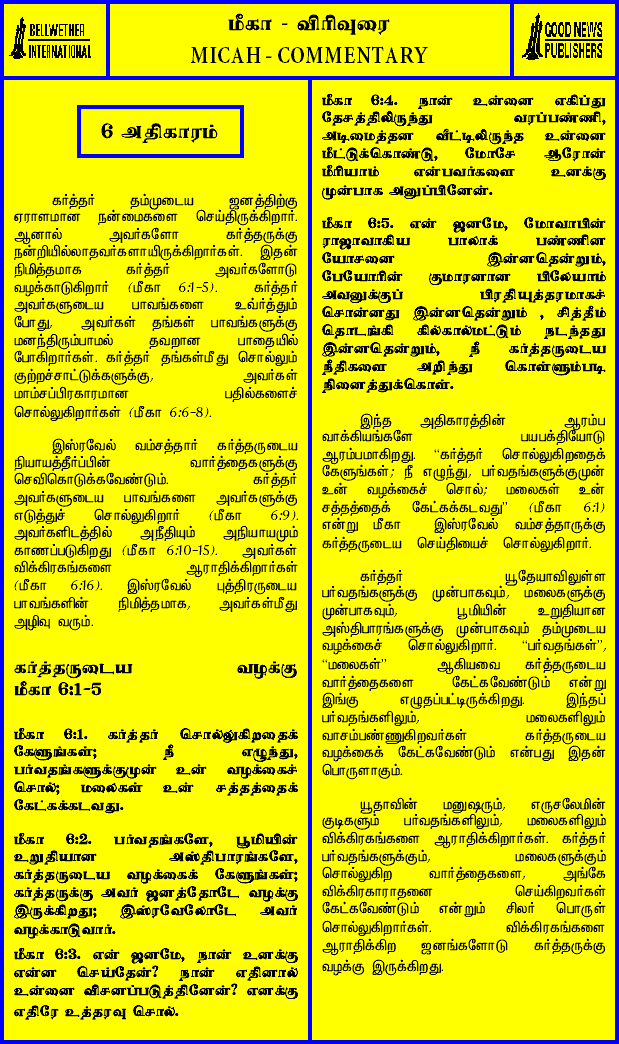 BELLWETHER
INTERNATIONAL
மீகா - விரிவுரை
MICAH - COMMENTARY
GOOD NEWS
PUBLISHERS
6 அதிகாரம்
கர்த்தர் தம்முடைய ஜனத்திற்கு
ஏராளமான நன்மைகளை செய்திருக்கிறார்.
ஆனால் அவர்களோ கர்த்தருக்கு
நன்றியில்லாதவர்களாயிருக்கிறார்கள். இதன்
நிமித்தமாக கர்த்தர் அவர்களோடு
வழக்காடுகிறார் (மீகா 6:1-5). கர்த்தர்
அவர்களுடைய பாவங்களை உவர்த்தும்
போது, அவர்கள் தங்கள் பாவங்களுக்கு
மனந்திரும்பாமல் தவறான பாதையில்
போகிறார்கள். கர்த்தர் தங்கள்மீது சொல்லும்
குற்றச்சாட்டுக்களுக்கு, அவர்கள்
மாம்சப்பிரகாரமான பதில்களைச்
சொல்லுகிறார்கள் (மீகா 6:6-8).
இஸ்ரவேல் வம்சத்தார் கர்த்தருடைய
நியாயத்தீர்ப்பின் வார்த்தைகளுக்கு
செவிகொடுக்கவேண்டும். கர்த்தர்
அவர்களுடைய பாவங்களை அவர்களுக்கு
எடுத்துச் சொல்லுகிறார் (மீகா 6:9).
அவர்களிடத்தில் அநீதியும் அநியாயமும்
காணப்படுகிறது (மீகா 6:10-15). அவர்கள்
விக்கிரகங்களை ஆராதிக்கிறார்கள்
(மீகா 6:16). இஸ்ரவேல் புத்திரருடைய
பாவங்களின் நிமித்தமாக, அவர்கள்மீது
அழிவு வரும்.
கர்த்தருடைய வழக்கு
மீகா 6:1-5
மீகா 6:1. கர்த்தர் சொல்லுகிறதைக்
கேளுங்கள்; நீ எழுந்து,
பர்வதங்களுக்குமுன் உன் வழக்கைச்
சொல்; மலைகள் உன் சத்தத்தைக்
கேட்கக்கடவது.
மீகா 6:2. பர்வதங்களே, பூமியின்
உறுதியான அஸ்திபாரங்களே,
கர்த்தருடைய வழக்கைக் கேளுங்கள்;
கர்த்தருக்கு அவர் ஜனத்தோடே வழக்கு
இருக்கிறது; இஸ்ரவேலோடே அவர்
வழக்காடுவார்.
மீகா 6:3. என் ஜனமே, நான் உனக்கு
என்ன செய்தேன்? நான் எதினால்
உன்னை விசனப்படுத்தினேன்? எனக்கு
எதிரே உத்தரவு சொல்.
மீகா 6:4. நான் உன்னை எகிப்து
தேசத்திலிருந்து வரப்பண்ணி,
அடிமைத்தன வீட்டிலிருந்த உன்னை
மீட்டுக்கொண்டு, மோசே ஆரோன்
மீரியாம் என்பவர்களை உனக்கு
முன்பாக அனுப்பினேன்.
மீகா 6:5. என் ஜனமே, மோவாபின்
ராஜாவாகிய பாலாக் பண்ணின
யோசனை இன்னதென்றும்,
பேயோரின் குமாரனான பிலேயாம்
அவனுக்குப் பிரதியுத்தரமாகச்
சொன்னது இன்னதென்றும் , சித்தீம்
தொடங்கி கில்கால்மட்டும் நடந்தது
இன்னதென்றும், நீ கர்த்தருடைய
நீதிகளை அறிந்து கொள்ளும்படி
நினைத்துக்கொள்.
இந்த அதிகாரத்தின் ஆரம்ப
வாக்கியங்களே பயபக்தியோடு
ஆரம்பமாகிறது. "கர்த்தர் சொல்லுகிறதைக்
கேளுங்கள்; நீ எழுந்து, பர்வதங்களுக்குமுன்
உன் வழக்கைச் சொல்; மலைகள் உன்
சத்தத்தைக் கேட்கக்கடவது" (மீகா 6:1)
என்று மீகா இஸ்ரவேல் வம்சத்தாருக்கு
கர்த்தருடைய செய்தியைச் சொல்லுகிறார்.
கர்த்தர் யூதேயாவிலுள்ள
பர்வதங்களுக்கு முன்பாகவும், மலைகளுக்கு
முன்பாகவும், பூமியின் உறுதியான
அஸ்திபாரங்களுக்கு முன்பாகவும் தம்முடைய
வழக்கைச் சொல்லுகிறார். "பர்வதங்கள்",
"மலைகள்" ஆகியவை கர்த்தருடைய
வார்த்தைகளை கேட்கவேண்டும் என்று
இங்கு எழுதப்பட்டிருக்கிறது. இந்தப்
பர்வதங்களிலும், மலைகளிலும்
வாசம்பண்ணுகிறவர்கள் கர்த்தருடைய
வழக்கைக் கேட்கவேண்டும் என்பது இதன்
பொருளாகும்.
யூதாவின் மனுஷரும், எருசலேமின்
குடிகளும் பர்வதங்களிலும், மலைகளிலும்
விக்கிரகங்களை ஆராதிக்கிறார்கள். கர்த்தர்
பர்வதங்களுக்கும், மலைகளுக்கும்
சொல்லுகிற வார்த்தைகளை, அங்கே
விக்கிரகாராதனை செய்கிறவர்கள்
கேட்கவேண்டும் என்றும் சிலர் பொருள்
சொல்லுகிறார்கள். விக்கிரகங்களை
ஆராதிக்கிற ஜனங்களோடு கர்த்தருக்கு
வழக்கு இருக்கிறது.